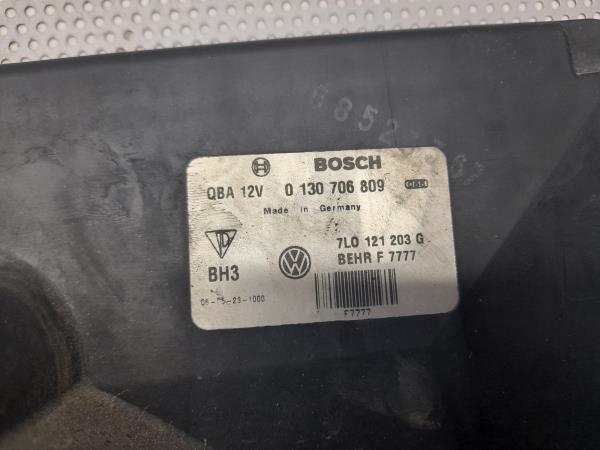 BOSCH
QBA 12V 0 130 706 809
Made in Germany
7L0 121 203 G
BH3
BEHR F 7777
F7777